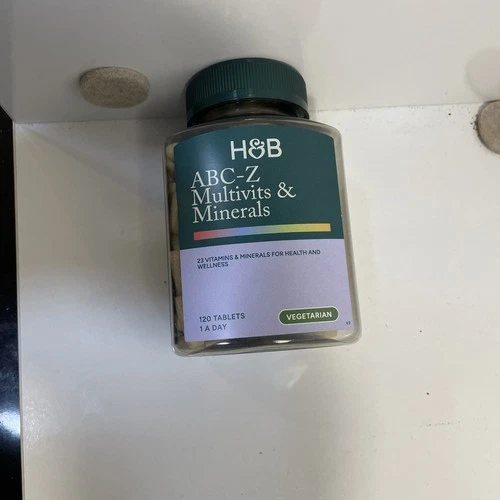 H&B
ABC-Z
Multivits &
Minerals
23 VITAMINS & MINERALS FOR HEALTH AND
WELLNESS
120 TABLETS
1 A DAY
VEGETARIAN